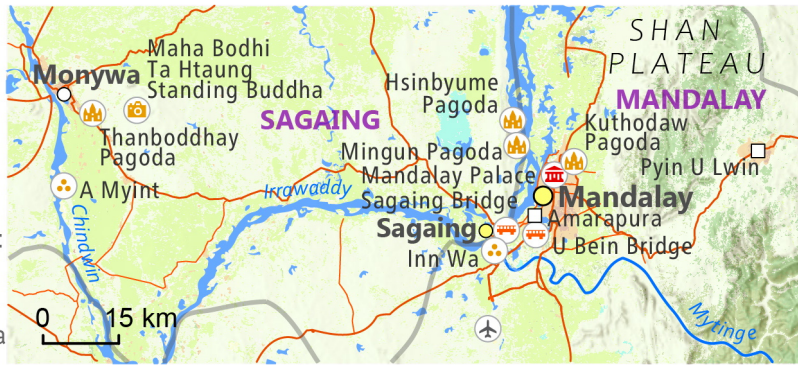 SHAN
PLATEAU
Maha Bodhi
Ta Htaung
Standing Buddha
Monywa
Hsinbyume
Pagoda
MANDALAY
SAGAING
Kuthodaw
Pagoda
Thanboddhay
Pagoda
Mingun Pagoda
Pyin U Lwin
Mandalay Palace
A Myint
Irrawaddy
Sagaing Bridge
Mandalay
Amarapura
Sagaing
Chindwin
U Bein Bridge
Inn Wa
Mytinge
0 15 km